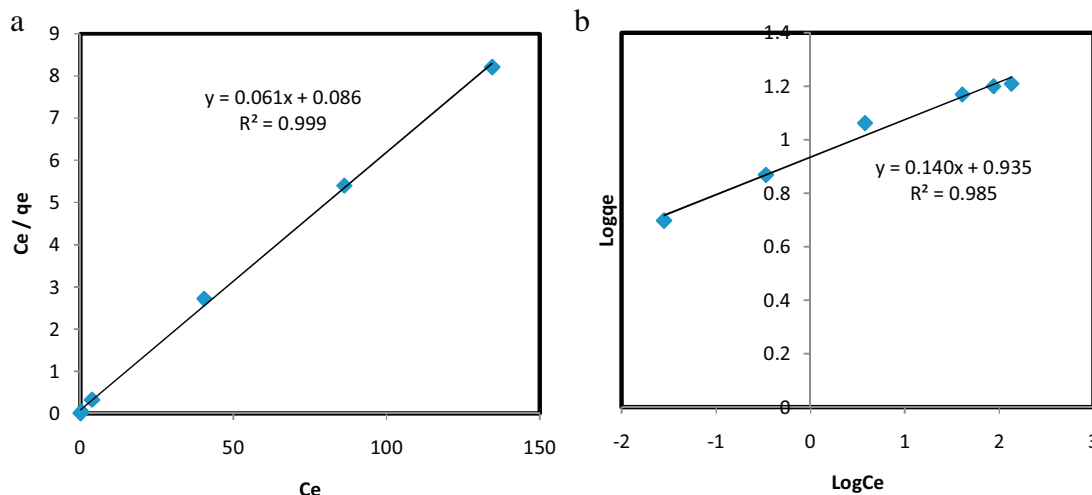 a
9
8
7
6
5
4
3
2
1
0
0
50
100
150
Ce / qe
Ce
y = 0.061x + 0.086
R² = 0.999
b
1.4
1.2
1
0.8
0.6
0.4
0.2
0
-2
-1
0
1
2
3
Logqe
LogCe
y = 0.140x + 0.935
R² = 0.985